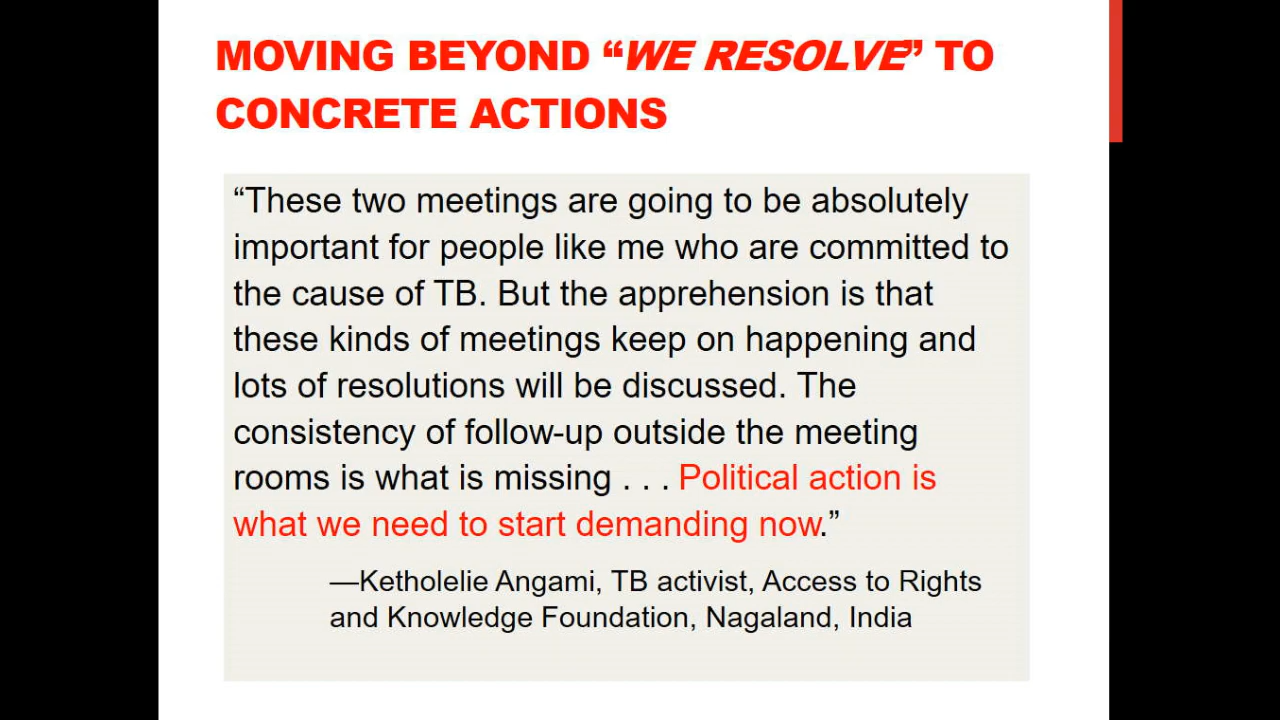 MOVING BEYOND “WE RESOLVE” TO
CONCRETE ACTIONS
“These two meetings are going to be absolutely
important for people like me who are committed to
the cause of TB. But the apprehension is that
these kinds of meetings keep on happening and
lots of resolutions will be discussed. The
consistency of follow-up outside the meeting
rooms is what is missing . . . Political action is
what we need to start demanding now.”
—Ketholelie Angami, TB activist, Access to Rights
and Knowledge Foundation, Nagaland, India